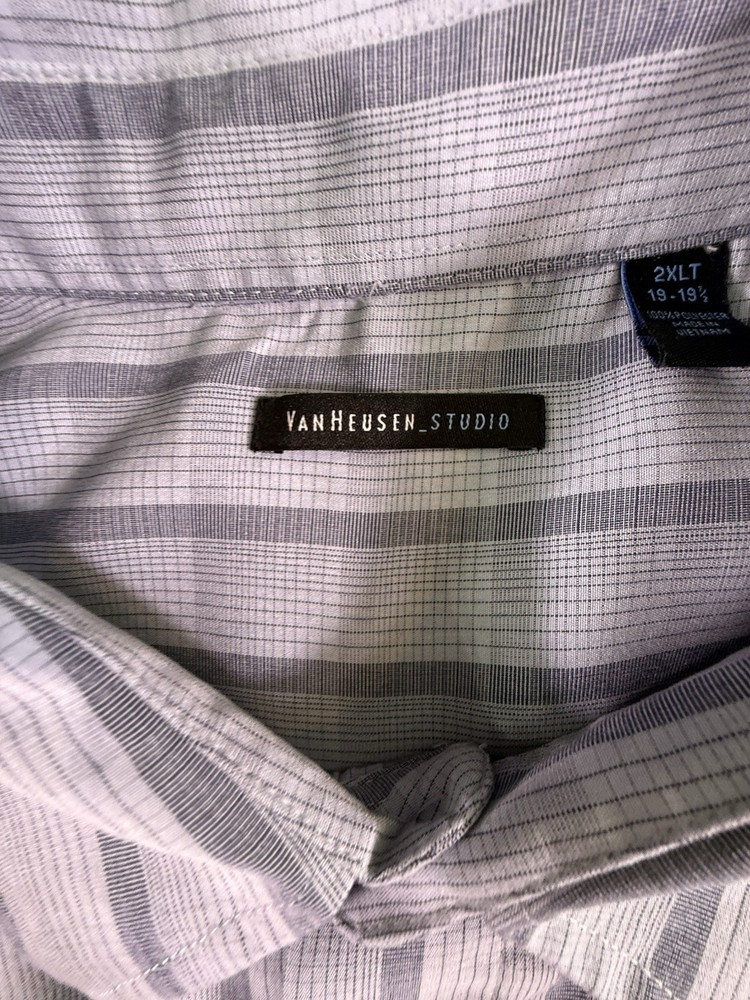 2XLT
19-19½
100% POLYESTER
MADE IN
VIETNAM
VANHEUSEN_STUDIO